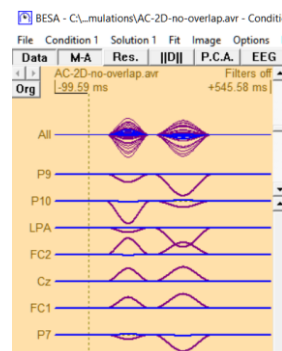 BESA - C:\...mulations\AC-2D-no-overlap.avr - Conditi
File Condition 1 Solution 1 Fit Image Options
Data M-A Res. ||D|| P.C.A. EEG
AC-2D-no-overlap.avr Filters off
Org -99.59 ms +545.58 ms
All
P9
P10
LPA
FC2
Cz
FC1
P7